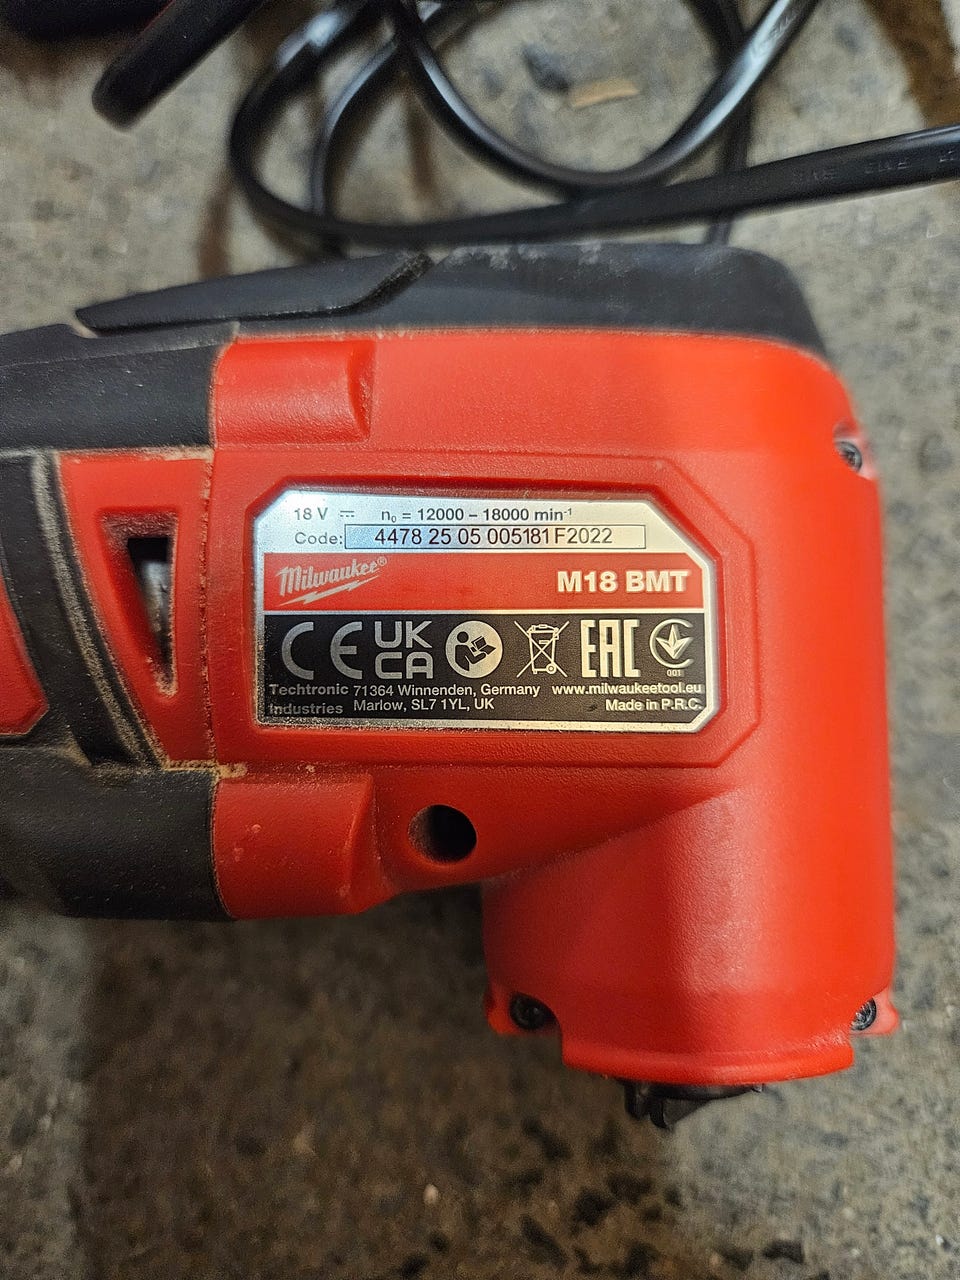 18 V ⎓ n₀ = 12000 – 18000 min⁻¹
Code: 4478 25 05 005181 F2022
Milwaukee®
M18 BMT
CE UK CA EAC
001
Techtronic 71364 Winnenden, Germany www.milwaukeetool.eu
Industries Marlow, SL7 1YL, UK Made in P.R.C.